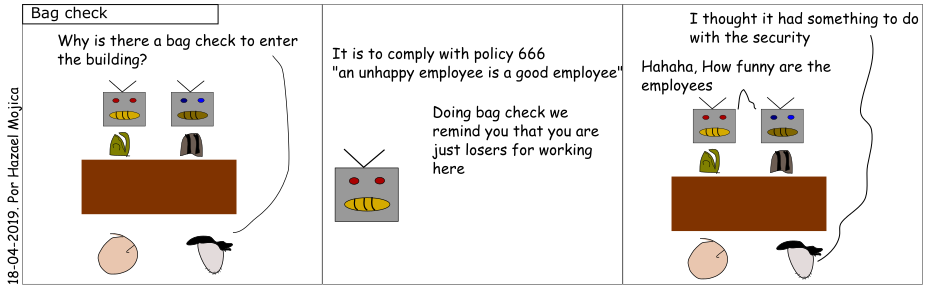 Bag check
Why is there a bag check to enter
the building?
It is to comply with policy 666
"an unhappy employee is a good employee"
Doing bag check we
remind you that you are
just losers for working
here
I thought it had something to do
with the security
Hahaha, How funny are the
employees
18-04-2019. Por Hazael Mojica